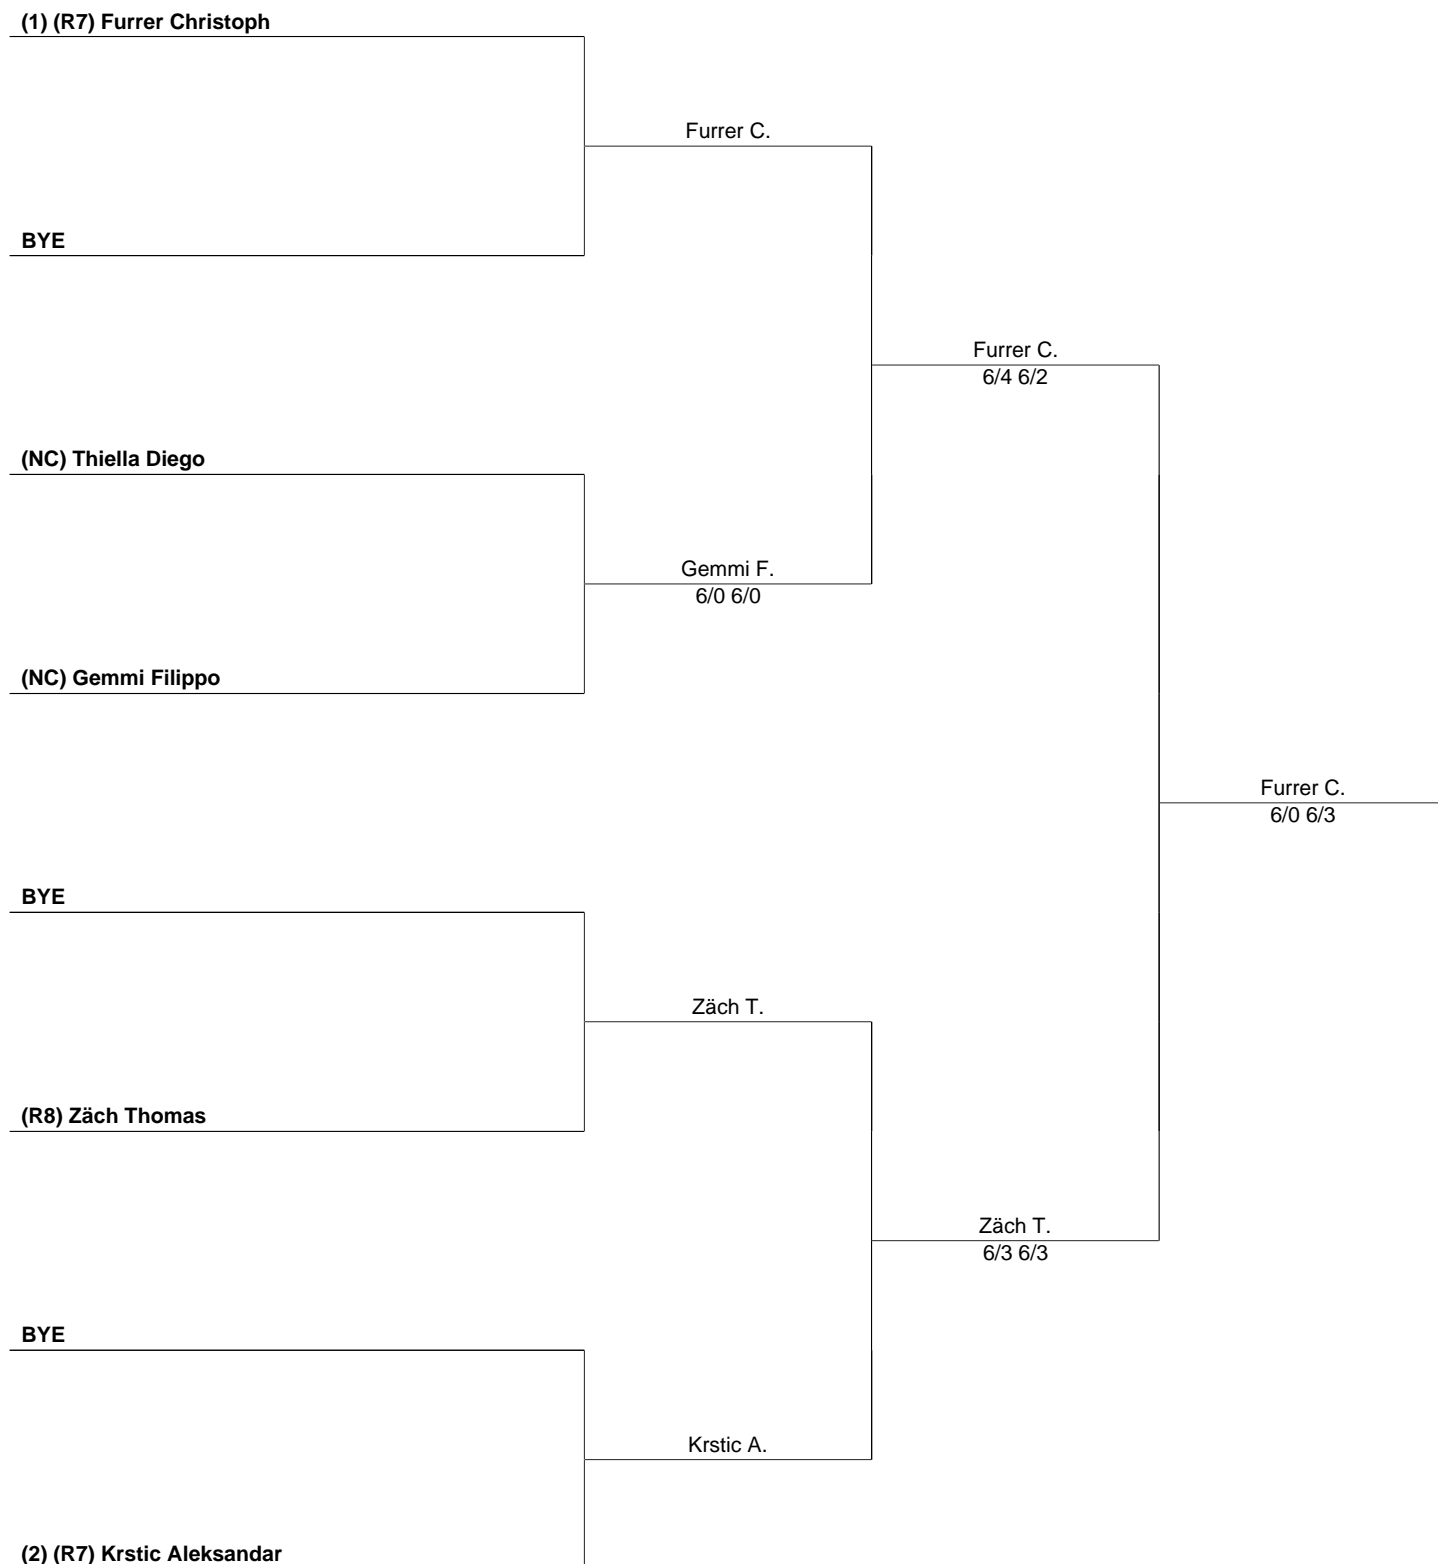 (1) (R7) Furrer Christoph
Furrer C.
BYE
Furrer C.
6/4 6/2
(NC) Thiella Diego
Gemmi F.
6/0 6/0
(NC) Gemmi Filippo
Furrer C.
6/0 6/3
BYE
Zäch T.
(R8) Zäch Thomas
Zäch T.
6/3 6/3
BYE
Krstic A.
(2) (R7) Krstic Aleksandar